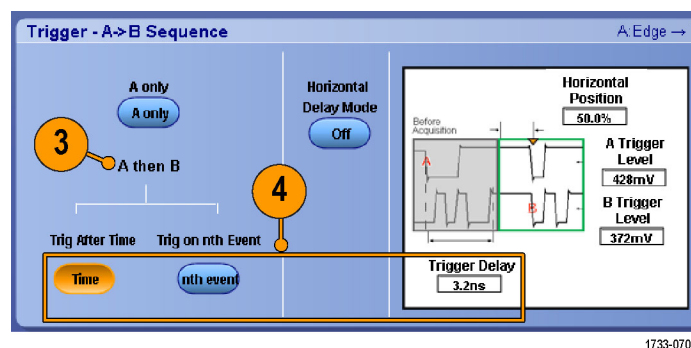 Trigger - A->B Sequence
A:Edge →
A only
A only
3
A then B
Trig After Time
Trig on nth Event
Time
nth event
4
Horizontal
Delay Mode
Off
Before
Acquisition
A
B
Horizontal
Position
50.0%
A Trigger
Level
428mV
B Trigger
Level
372mV
Trigger Delay
3.2ns
1733-070